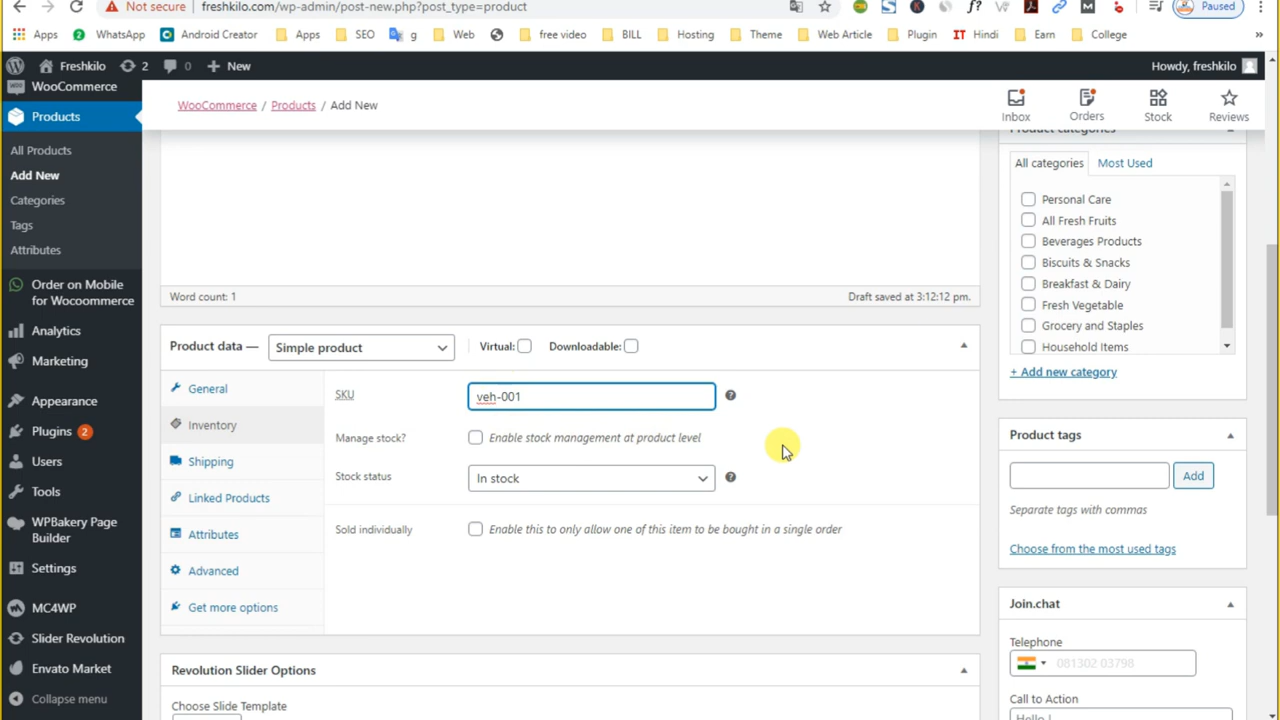 Not secure freshkilo.com/wp-admin/post-new.php?post_type=product Paused
Apps WhatsApp Android Creator Apps SEO g Web free video BILL Hosting Theme Web Article Plugin IT Hindi Earn College »
Freshkilo 2 0 + New Howdy, freshkilo
WooCommerce
Products
All Products
Add New
Categories
Tags
Attributes
Order on Mobile
for Wocoommerce
Analytics
Marketing
Appearance
Plugins 2
Users
Tools
WPBakery Page
Builder
Settings
MC4WP
Slider Revolution
Envato Market
Collapse menu
WooCommerce / Products / Add New
Inbox Orders Stock Reviews
Word count: 1 Draft saved at 3:12:12 pm.
Product data — Simple product Virtual: Downloadable:
General
Inventory
Shipping
Linked Products
Attributes
Advanced
Get more options
SKU veh-001
Manage stock? Enable stock management at product level
Stock status In stock
Sold individually Enable this to only allow one of this item to be bought in a single order
Revolution Slider Options
Choose Slide Template
Product categories
All categories Most Used
Personal Care
All Fresh Fruits
Beverages Products
Biscuits & Snacks
Breakfast & Dairy
Fresh Vegetable
Grocery and Staples
Household Items
+ Add new category
Product tags
Add
Separate tags with commas
Choose from the most used tags
Join.chat
Telephone
081302 03798
Call to Action
Hello !